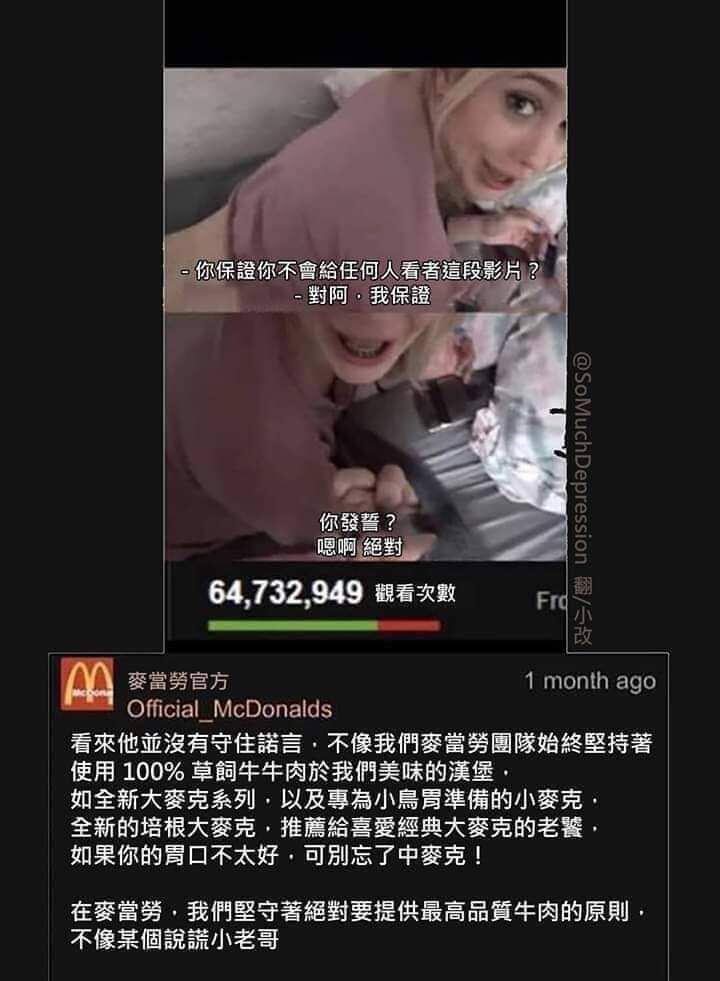 - 你保證你不會給任何人看者這段影片？
- 對阿，我保證
你發誓？
嗯啊 絕對
64,732,949 觀看次數
Fro
@SoMuchDepression 翻/小改
麥當勞官方
1 month ago
Official_McDonalds
看來他並沒有守住諾言，不像我們麥當勞團隊始終堅持著
使用 100% 草飼牛牛肉於我們美味的漢堡，
如全新大麥克系列，以及專為小鳥胃準備的小麥克，
全新的培根大麥克，推薦給喜愛經典大麥克的老饕，
如果你的胃口不太好，可別忘了中麥克！
在麥當勞，我們堅守著絕對要提供最高品質牛肉的原則，
不像某個說謊小老哥